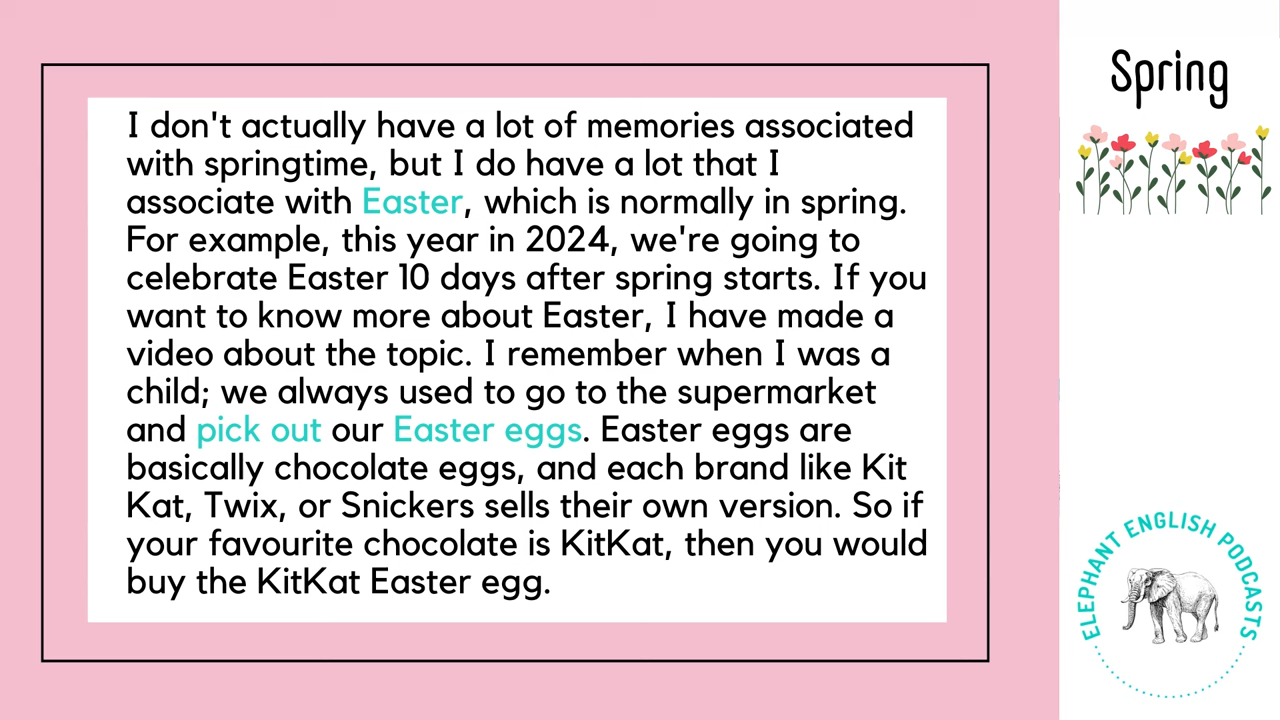 I don't actually have a lot of memories associated
with springtime, but I do have a lot that I
associate with Easter, which is normally in spring.
For example, this year in 2024, we're going to
celebrate Easter 10 days after spring starts. If you
want to know more about Easter, I have made a
video about the topic. I remember when I was a
child; we always used to go to the supermarket
and pick out our Easter eggs. Easter eggs are
basically chocolate eggs, and each brand like Kit
Kat, Twix, or Snickers sells their own version. So if
your favourite chocolate is KitKat, then you would
buy the KitKat Easter egg.
Spring
ELEPHANT ENGLISH PODCASTS